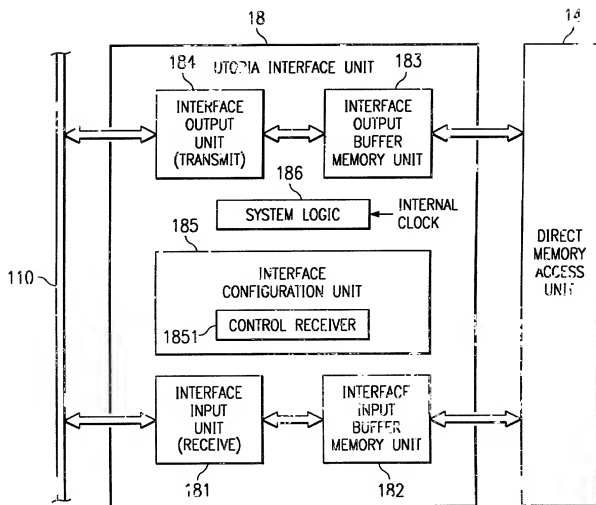 18
14
UTOPIA INTERFACE UNIT
184
183
INTERFACE
OUTPUT
UNIT
(TRANSMIT)
INTERFACE
OUTPUT
BUFFER
MEMORY UNIT
186
SYSTEM LOGIC
INTERNAL
CLOCK
185
INTERFACE
CONFIGURATION UNIT
1851
CONTROL RECEIVER
110
DIRECT
MEMORY
ACCESS
UNIT
INTERFACE
INPUT
UNIT
(RECEIVE)
INTERFACE
INPUT
BUFFER
MEMORY UNIT
181
182